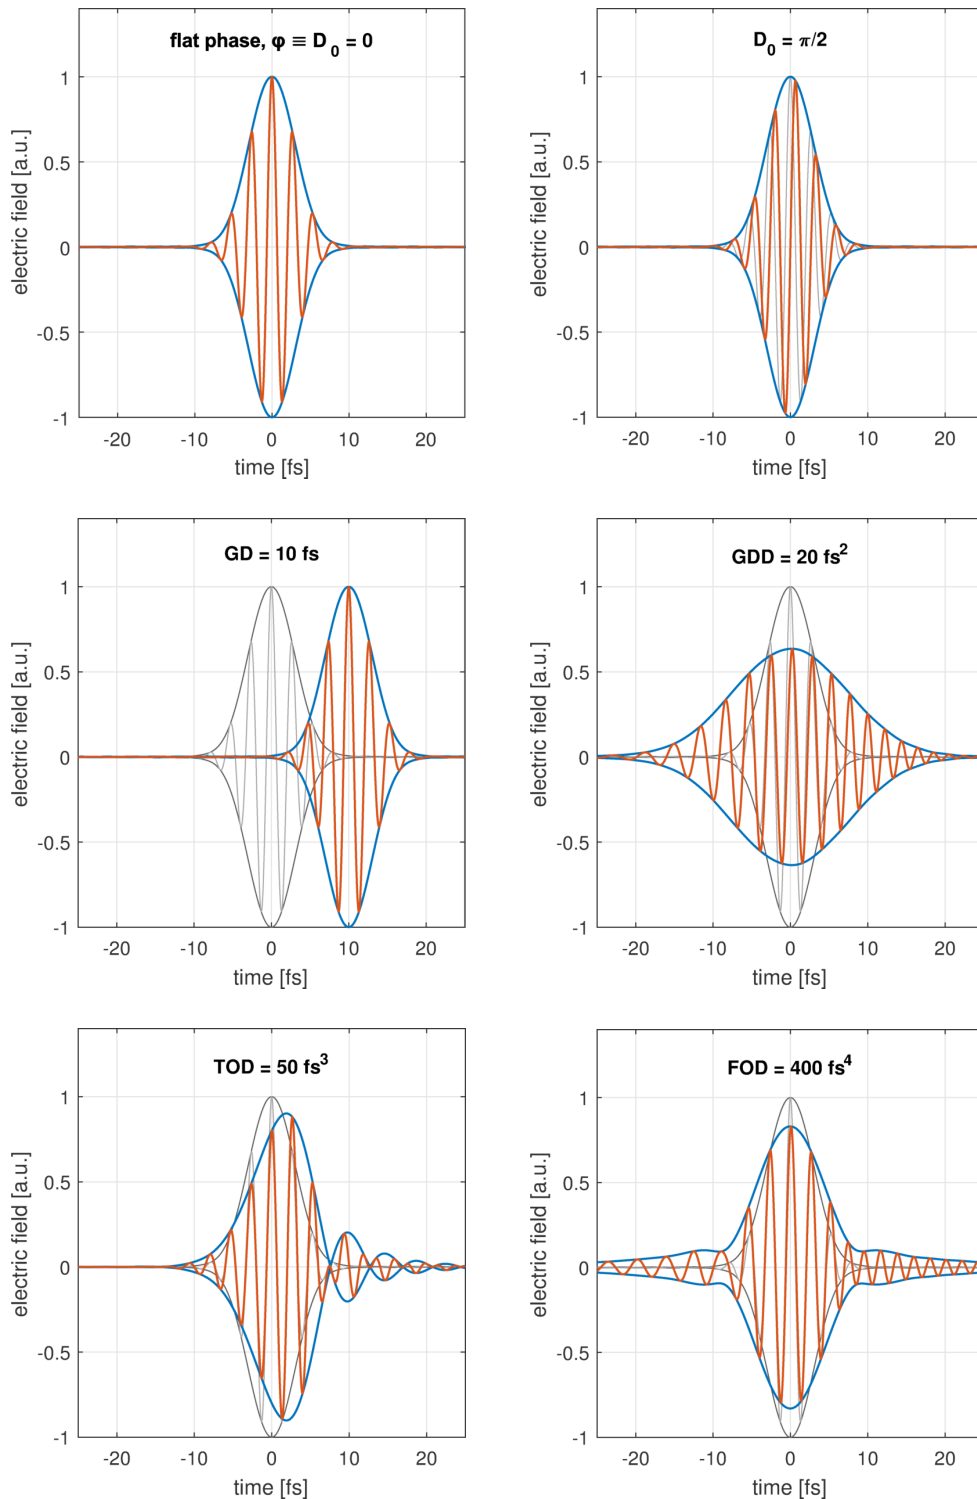 flat phase, φ ≡ D₀ = 0
electric field [a.u.]
1
0.5
0
-0.5
-1
-20 -10 0 10 20
time [fs]
D₀ = π/2
electric field [a.u.]
1
0.5
0
-0.5
-1
-20 -10 0 10 20
time [fs]
GD = 10 fs
electric field [a.u.]
1
0.5
0
-0.5
-1
-20 -10 0 10 20
time [fs]
GDD = 20 fs²
electric field [a.u.]
1
0.5
0
-0.5
-1
-20 -10 0 10 20
time [fs]
TOD = 50 fs³
electric field [a.u.]
1
0.5
0
-0.5
-1
-20 -10 0 10 20
time [fs]
FOD = 400 fs⁴
electric field [a.u.]
1
0.5
0
-0.5
-1
-20 -10 0 10 20
time [fs]